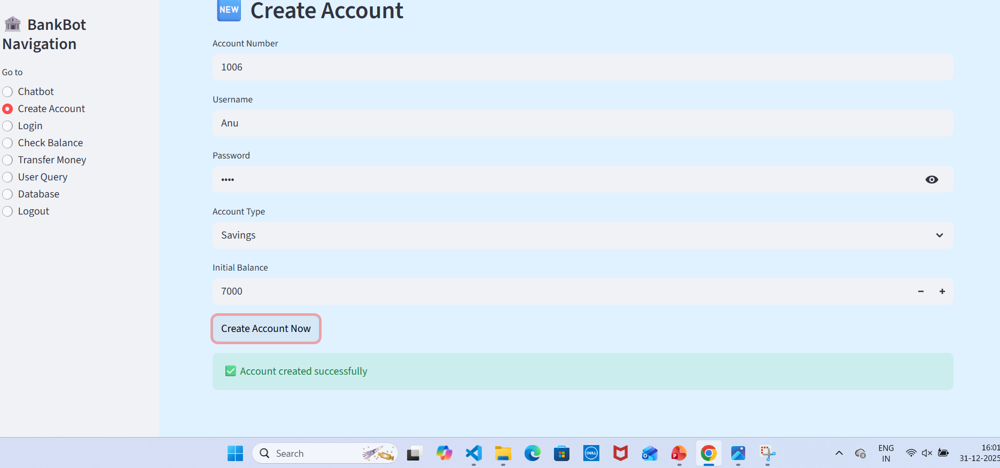 BankBot
Navigation
Go to
Chatbot
Create Account
Login
Check Balance
Transfer Money
User Query
Database
Logout
NEW Create Account
Account Number
1006
Username
Anu
Password
••••
Account Type
Savings
Initial Balance
7000
Create Account Now
Account created successfully
Search
DELL
ENG
IN
16:01
31-12-2025